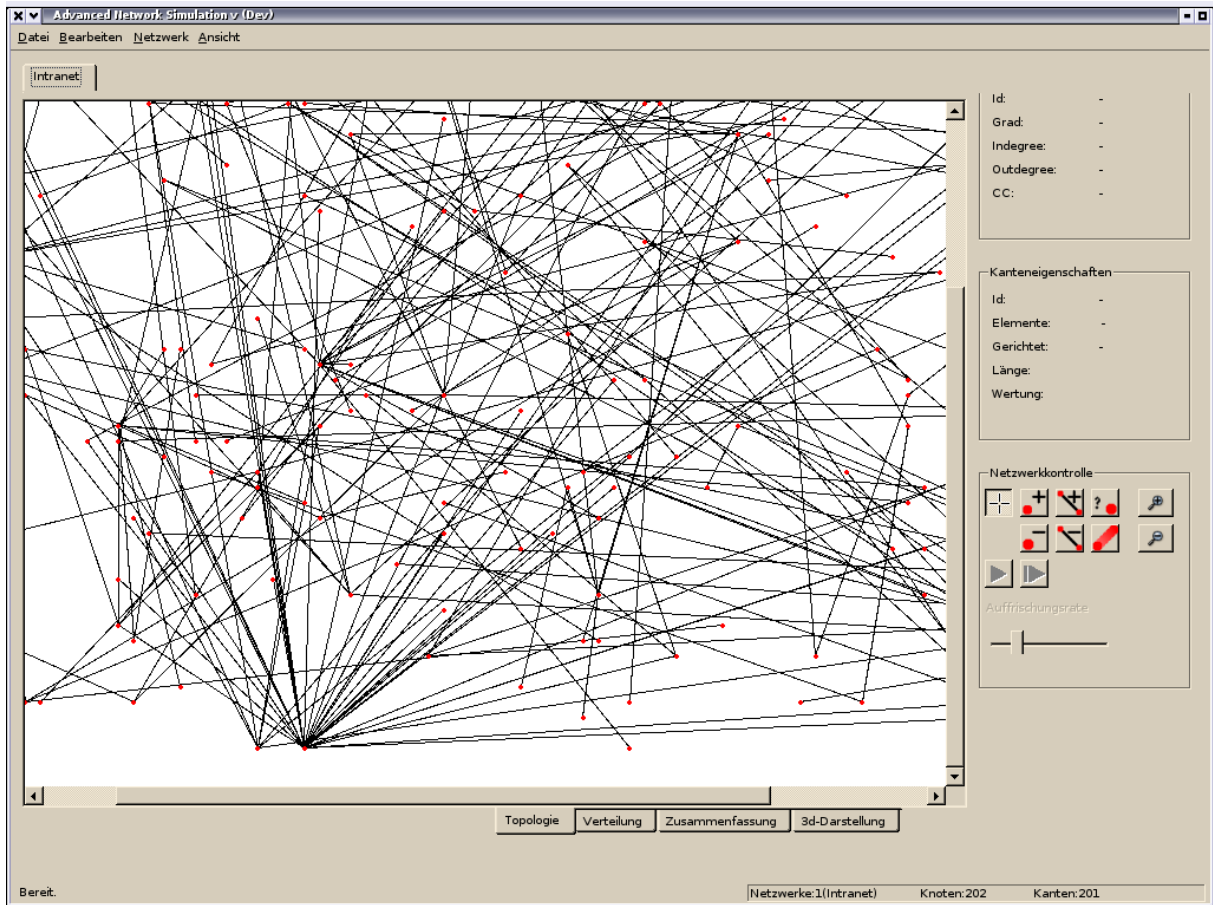 Advanced Network Simulation v (Dev)
Datei Bearbeiten Netzwerk Ansicht
Intranet
Id: -
Grad: -
Indegree: -
Outdegree: -
CC: -
Kanteneigenschaften
Id: -
Elemente: -
Gerichtet: -
Länge:
Wertung:
Netzwerkkontrolle
?
Auffrischungsrate
Topologie Verteilung Zusammenfassung 3d-Darstellung
Bereit. Netzwerke:1(Intranet) Knoten:202 Kanten:201